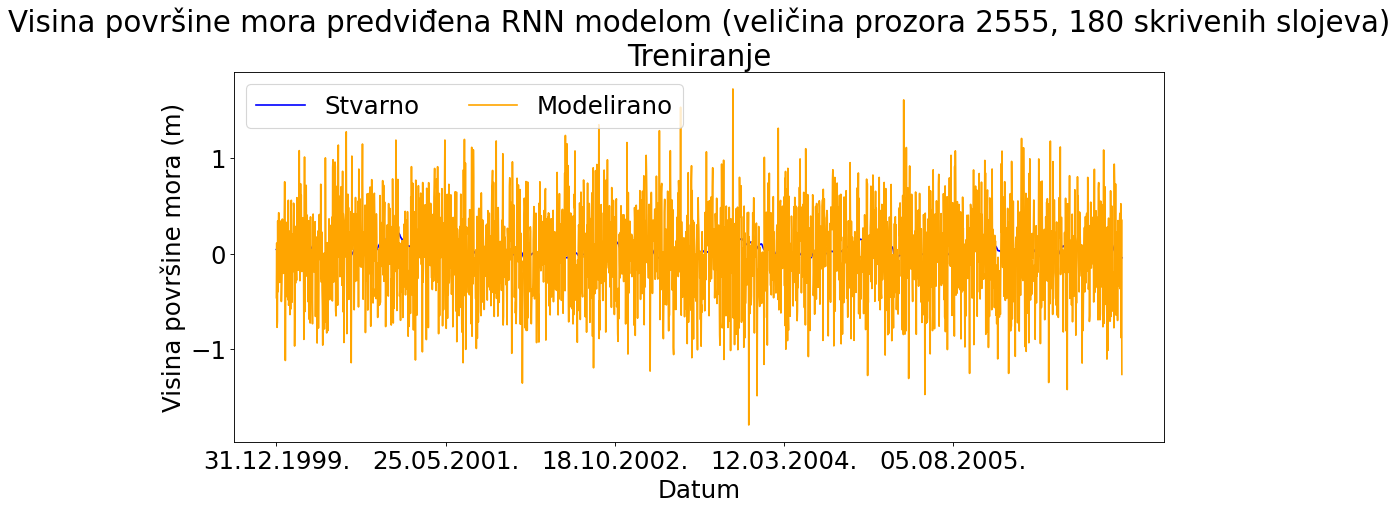 Visina površine mora predviđena RNN modelom (veličina prozora 2555, 180 skrivenih slojeva)
Treniranje
Stvarno Modelirano
Visina površine mora (m)
1
0
−1
31.12.1999. 25.05.2001. 18.10.2002. 12.03.2004. 05.08.2005.
Datum